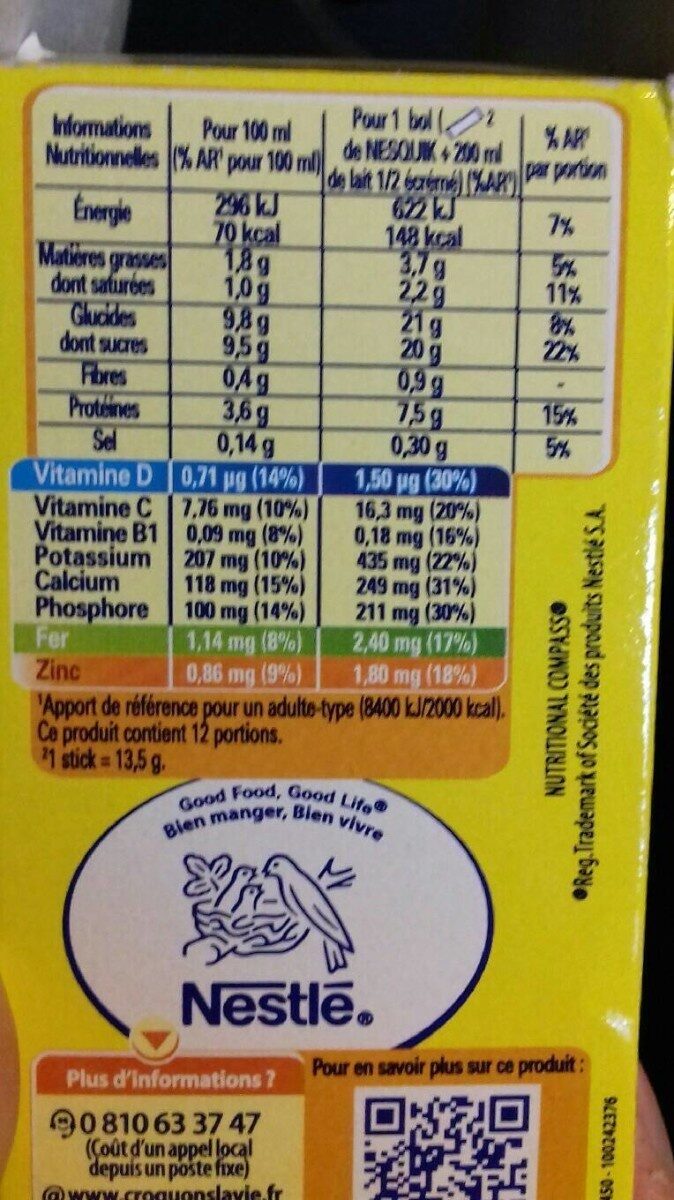 Informations Nutritionnelles | Pour 100 ml (% AR¹ pour 100 ml) | Pour 1 bol ( ² de NESQUIK + 200 ml de lait 1/2 écrémé) (%AR¹) | % AR¹ par portion
Énergie | 296 kJ 70 kcal | 622 kJ 148 kcal | 7%
Matières grasses | 1,8 g | 3,7 g | 5%
dont saturées | 1,0 g | 2,2 g | 11%
Glucides | 9,8 g | 21 g | 8%
dont sucres | 9,5 g | 20 g | 22%
Fibres | 0,4 g | 0,9 g | -
Protéines | 3,6 g | 7,5 g | 15%
Sel | 0,14 g | 0,30 g | 5%
Vitamine D | 0,71 µg (14%) | 1,50 µg (30%)
Vitamine C | 7,76 mg (10%) | 16,3 mg (20%)
Vitamine B1 | 0,09 mg (8%) | 0,18 mg (16%)
Potassium | 207 mg (10%) | 435 mg (22%)
Calcium | 118 mg (15%) | 249 mg (31%)
Phosphore | 100 mg (14%) | 211 mg (30%)
Fer | 1,14 mg (8%) | 2,40 mg (17%)
Zinc | 0,86 mg (9%) | 1,80 mg (18%)
¹Apport de référence pour un adulte-type (8400 kJ/2000 kcal).
Ce produit contient 12 portions.
²1 stick = 13,5 g.
NUTRITIONAL COMPASS®
®Reg. Trademark of Société des produits Nestlé S.A.
Good Food, Good Life®
Bien manger, Bien vivre
Nestlé®
Plus d'informations ?
0 810 63 37 47
(Coût d'un appel local
depuis un poste fixe)
@ www.croquonslavie.fr
Pour en savoir plus sur ce produit :
50 - 100242376